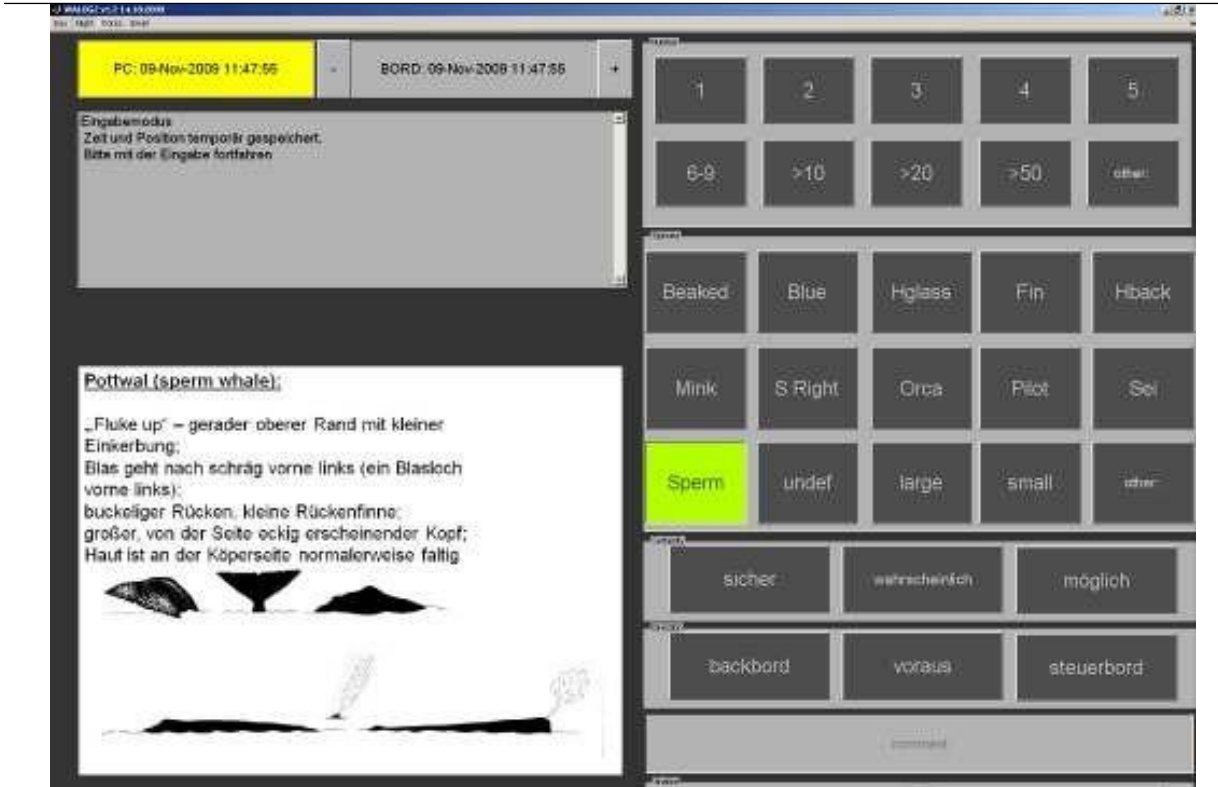 PC: 09-Nov-2009 11:47:55
-
BORD: 09-Nov-2009 11:47:55
+
Eingabemodus
Zeit und Position temporär gespeichert.
Bitte mit der Eingabe fortfahren
Pottwal (sperm whale):
„Fluke up“ – gerader oberer Rand mit kleiner
Einkerbung;
Blas geht nach schräg vorne links (ein Blasloch
vorne links);
buckeliger Rücken, kleine Rückenfinne;
großer, von der Seite eckig erscheinender Kopf;
Haut ist an der Köperseite normalerweise faltig
1 2 3 4 5
6-9 >10 >20 >50 other:
Beaked Blue Hglass Fin Hback
Mink S Right Orca Pilot Sei
Sperm undef large small other:
sicher wahrscheinlich möglich
backbord voraus steuerbord
comment